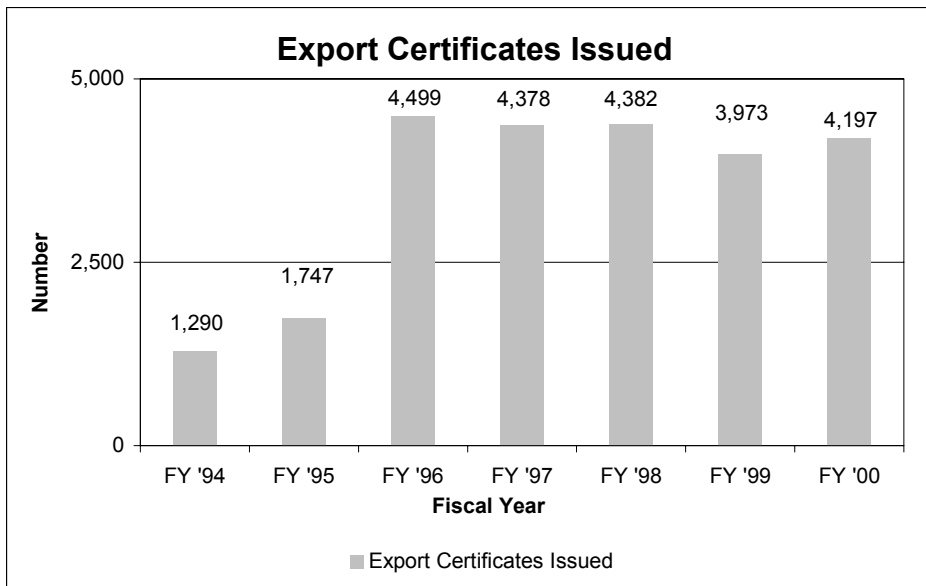 Export Certificates Issued
5,000
2,500
0
Number
1,290
1,747
4,499
4,378
4,382
3,973
4,197
FY '94 FY '95 FY '96 FY '97 FY '98 FY '99 FY '00
Fiscal Year
Export Certificates Issued